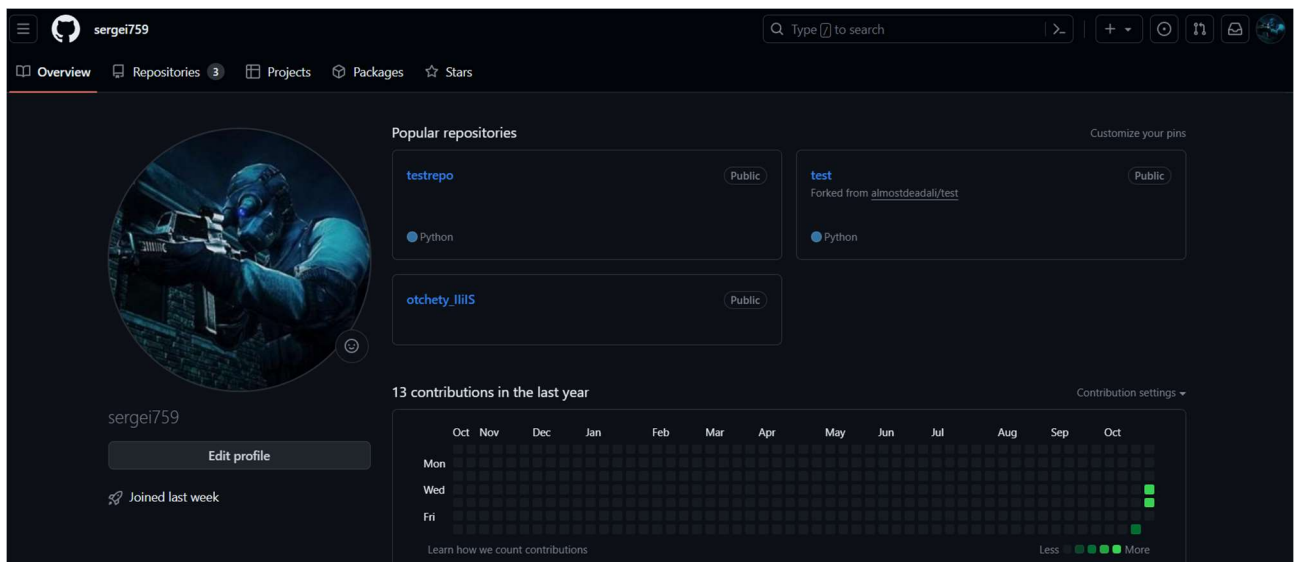 sergei759
Type / to search
Overview Repositories 3 Projects Packages Stars
Popular repositories Customize your pins
testrepo Public
Python
test Public
Forked from almostdeadali/test
Python
otchety_IIiIS Public
sergei759
Edit profile
Joined last week
13 contributions in the last year Contribution settings
Oct Nov Dec Jan Feb Mar Apr May Jun Jul Aug Sep Oct
Mon
Wed
Fri
Learn how we count contributions Less More